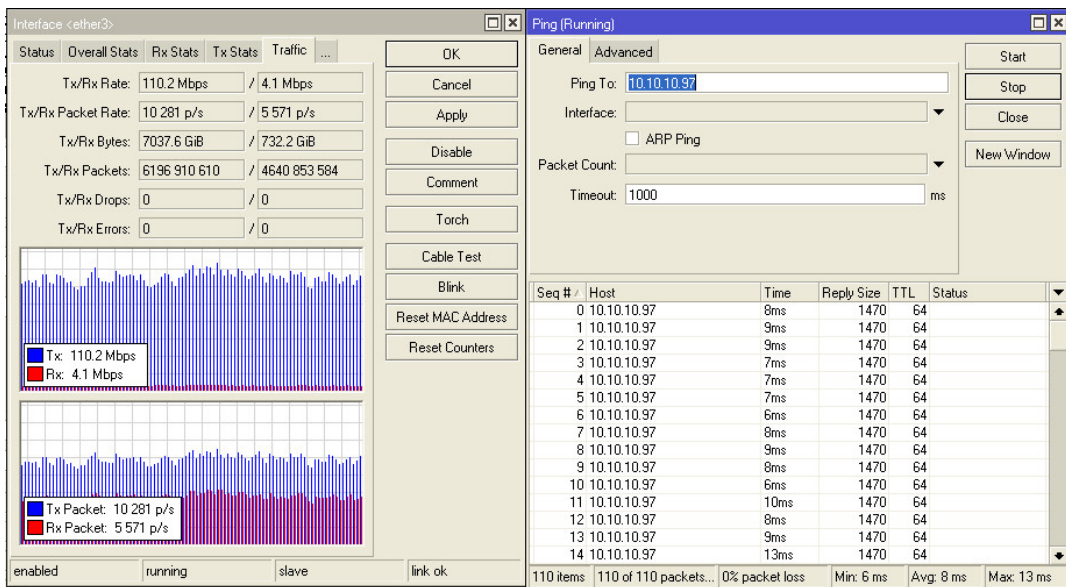 Interface <ether3>
Status Overall Stats Rx Stats Tx Stats Traffic ...
Tx/Rx Rate: 110.2 Mbps / 4.1 Mbps
Tx/Rx Packet Rate: 10 281 p/s / 5 571 p/s
Tx/Rx Bytes: 7037.6 GiB / 732.2 GiB
Tx/Rx Packets: 6196 910 610 / 4640 853 584
Tx/Rx Drops: 0 / 0
Tx/Rx Errors: 0 / 0
Tx: 110.2 Mbps
Rx: 4.1 Mbps
Tx Packet: 10 281 p/s
Rx Packet: 5 571 p/s
OK
Cancel
Apply
Disable
Comment
Torch
Cable Test
Blink
Reset MAC Address
Reset Counters
enabled running slave link ok
Ping (Running)
General Advanced
Ping To: 10.10.10.97
Interface:
ARP Ping
Packet Count:
Timeout: 1000 ms
Start
Stop
Close
New Window
Seq # Host Time Reply Size TTL Status
0 10.10.10.97 8ms 1470 64
1 10.10.10.97 9ms 1470 64
2 10.10.10.97 9ms 1470 64
3 10.10.10.97 7ms 1470 64
4 10.10.10.97 7ms 1470 64
5 10.10.10.97 7ms 1470 64
6 10.10.10.97 6ms 1470 64
7 10.10.10.97 8ms 1470 64
8 10.10.10.97 9ms 1470 64
9 10.10.10.97 8ms 1470 64
10 10.10.10.97 6ms 1470 64
11 10.10.10.97 10ms 1470 64
12 10.10.10.97 8ms 1470 64
13 10.10.10.97 9ms 1470 64
14 10.10.10.97 13ms 1470 64
110 items 110 of 110 packets... 0% packet loss Min: 6 ms Avg: 8 ms Max: 13 ms